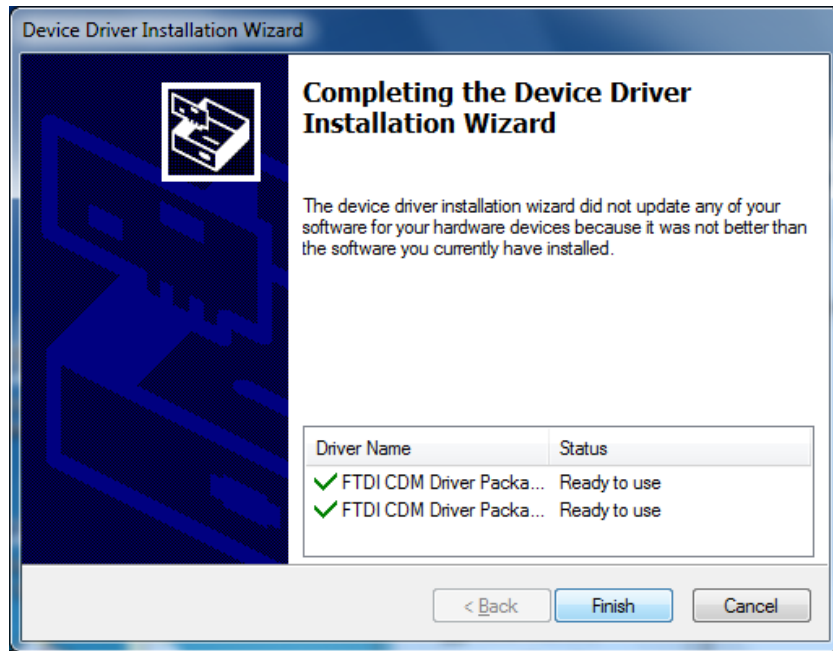 Device Driver Installation Wizard
Completing the Device Driver
Installation Wizard
The device driver installation wizard did not update any of your
software for your hardware devices because it was not better than
the software you currently have installed.
Driver Name Status
FTDI CDM Driver Packa... Ready to use
FTDI CDM Driver Packa... Ready to use
< Back Finish Cancel